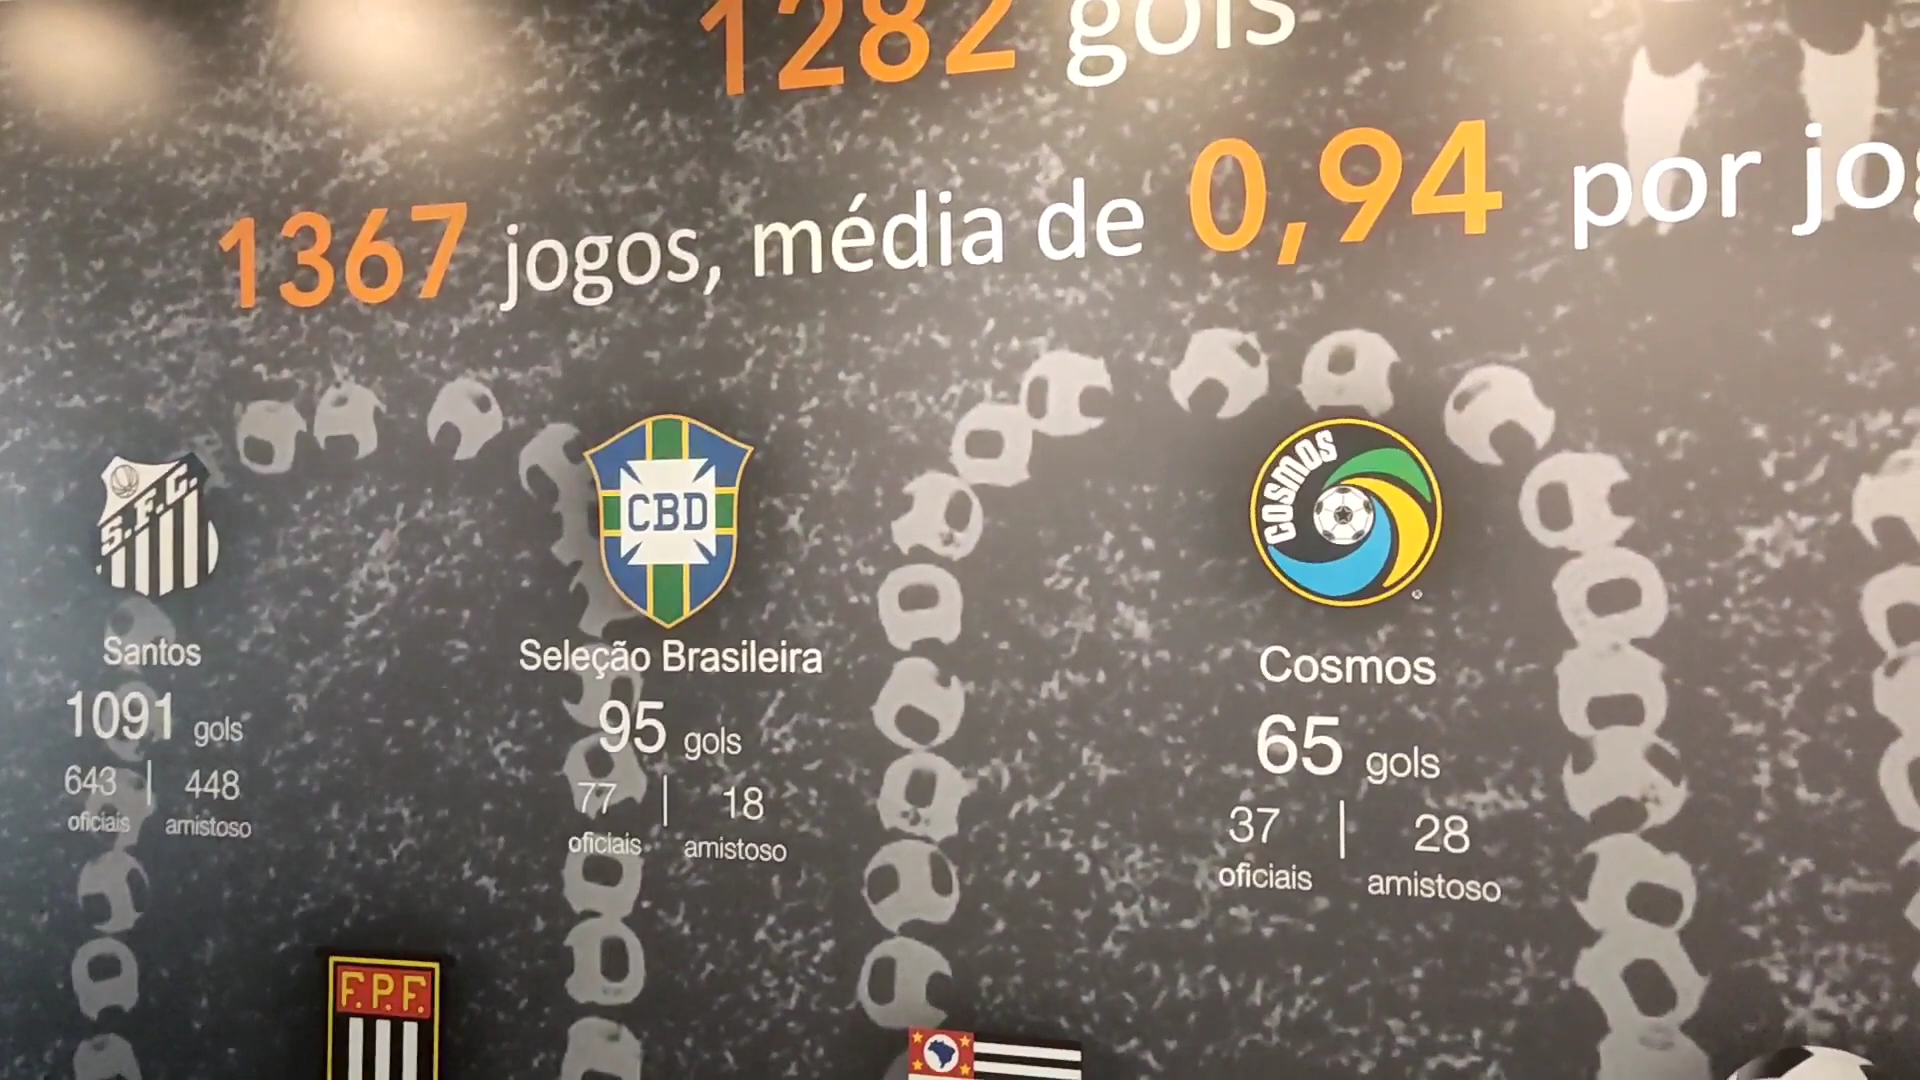 1282 gols
1367 jogos, média de 0,94 por jog
S.F.C.
CBD
COSMOS
Santos
Seleção Brasileira
Cosmos
1091 gols
95 gols
65 gols
643 | 448
77 | 18
37 | 28
oficiais amistoso
oficiais amistoso
oficiais amistoso
F.P.F.